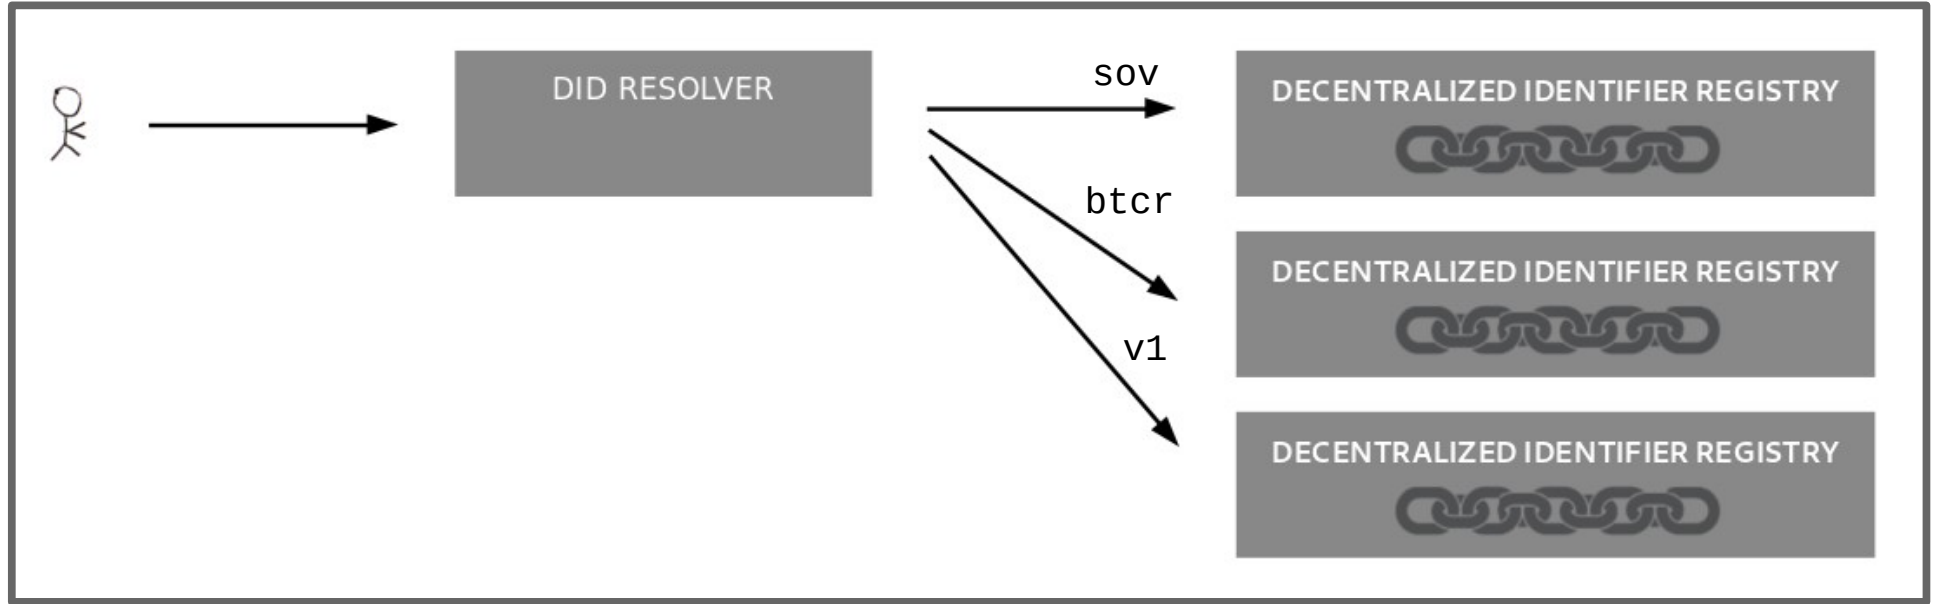 DID RESOLVER
sov
DECENTRALIZED IDENTIFIER REGISTRY
btcr
DECENTRALIZED IDENTIFIER REGISTRY
v1
DECENTRALIZED IDENTIFIER REGISTRY